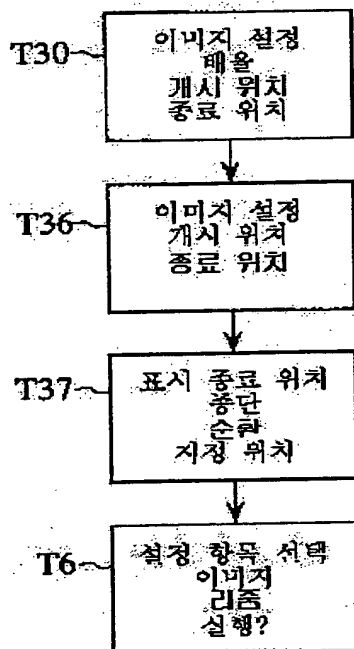 T30
이미지 설정
배율
개시 위치
종료 위치
T36
이미지 설정
개시 위치
종료 위치
T37
표시 종료 위치
종단
순환
지정 위치
T6
설정 항목 선택
이미지
리줌
실행?